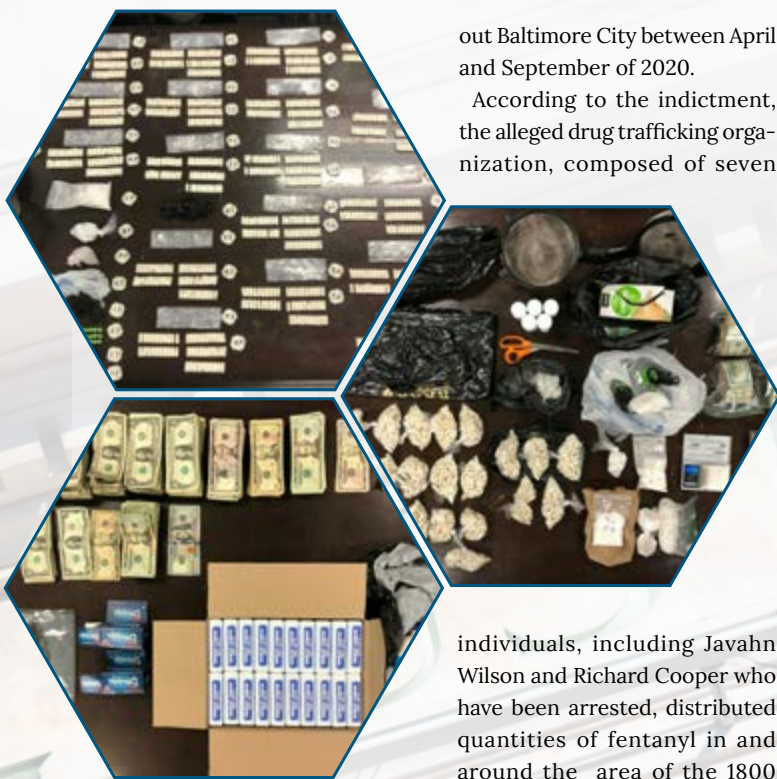 out Baltimore City between April
and September of 2020.
According to the indictment,
the alleged drug trafficking orga-
nization, composed of seven
individuals, including Javahn
Wilson and Richard Cooper who
have been arrested, distributed
quantities of fentanyl in and
around the area of the 1800